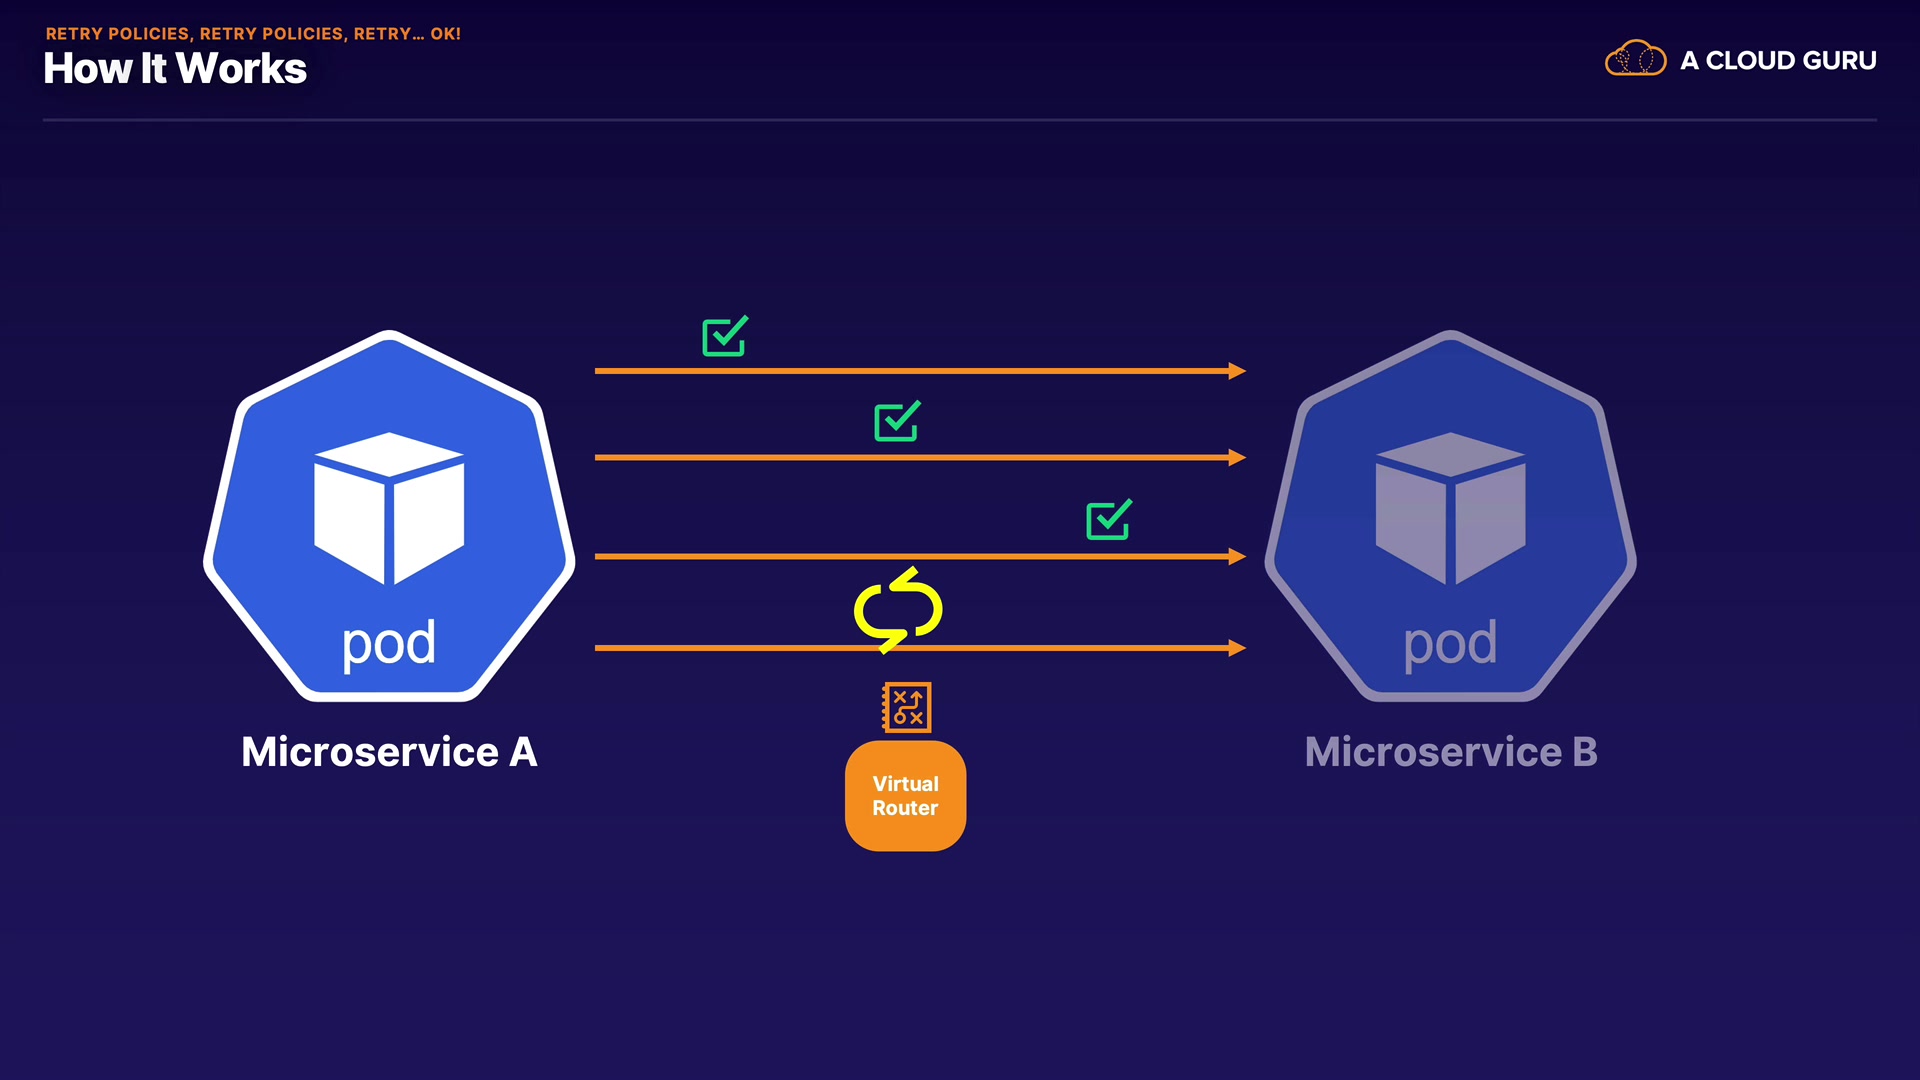 RETRY POLICIES, RETRY POLICIES, RETRY... OK!
How It Works
A CLOUD GURU
pod
Microservice A
Virtual
Router
pod
Microservice B